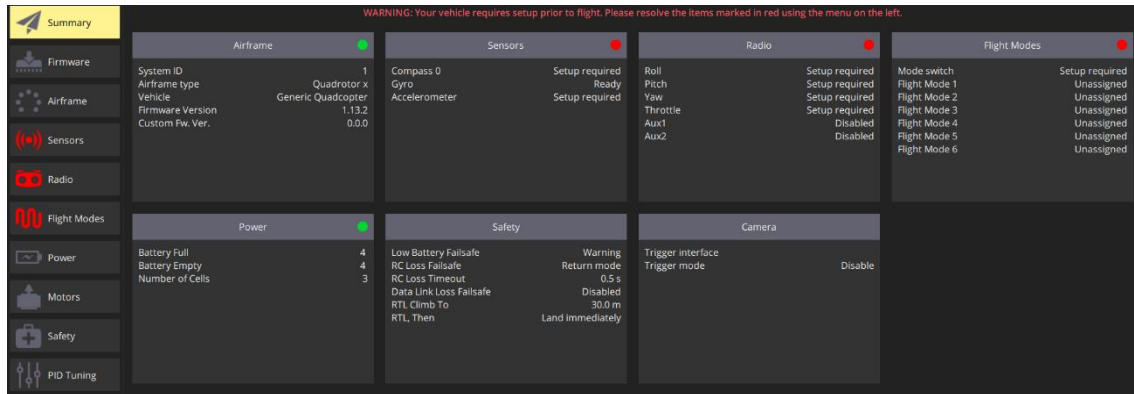 WARNING: Your vehicle requires setup prior to flight. Please resolve the items marked in red using the menu on the left.
Summary
Firmware
Airframe
Sensors
Radio
Flight Modes
Power
Motors
Safety
PID Tuning
Airframe
System ID 1
Airframe type Quadrotor x
Vehicle Generic Quadcopter
Firmware Version 1.13.2
Custom Fw. Ver. 0.0.0
Sensors
Compass 0 Setup required
Gyro Ready
Accelerometer Setup required
Radio
Roll Setup required
Pitch Setup required
Yaw Setup required
Throttle Setup required
Aux1 Disabled
Aux2 Disabled
Flight Modes
Mode switch Setup required
Flight Mode 1 Unassigned
Flight Mode 2 Unassigned
Flight Mode 3 Unassigned
Flight Mode 4 Unassigned
Flight Mode 5 Unassigned
Flight Mode 6 Unassigned
Power
Battery Full 4
Battery Empty 4
Number of Cells 3
Safety
Low Battery Failsafe Warning
RC Loss Failsafe Return mode
RC Loss Timeout 0.5 s
Data Link Loss Failsafe Disabled
RTL Climb To 30.0 m
RTL, Then Land immediately
Camera
Trigger interface
Trigger mode Disable